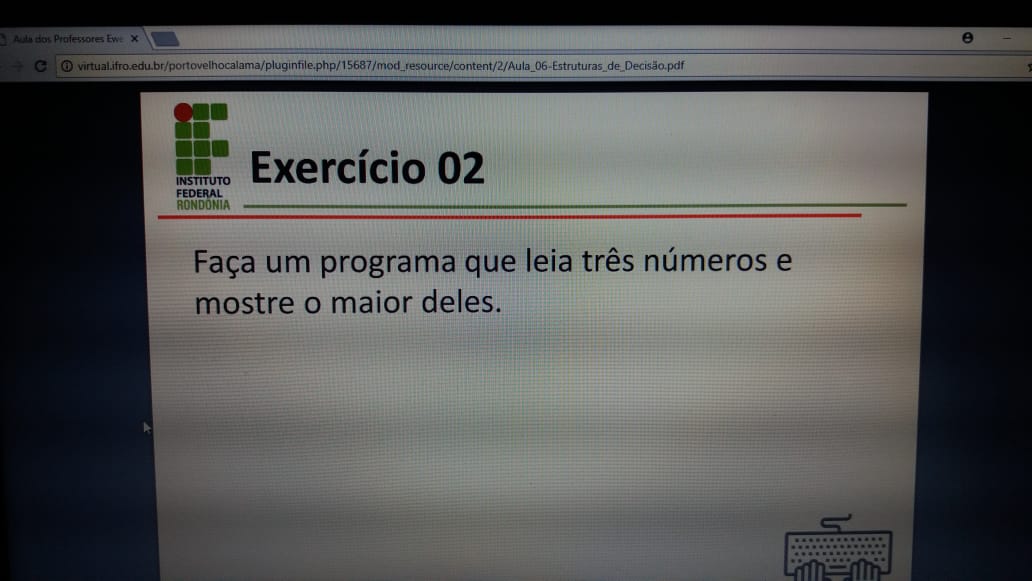 Aula dos Professores Ewe
virtual.ifro.edu.br/portovelhocalama/pluginfile.php/15687/mod_resource/content/2/Aula_06-Estruturas_de_Decisão.pdf
INSTITUTO
FEDERAL
RONDÔNIA
Exercício 02
Faça um programa que leia três números e
mostre o maior deles.